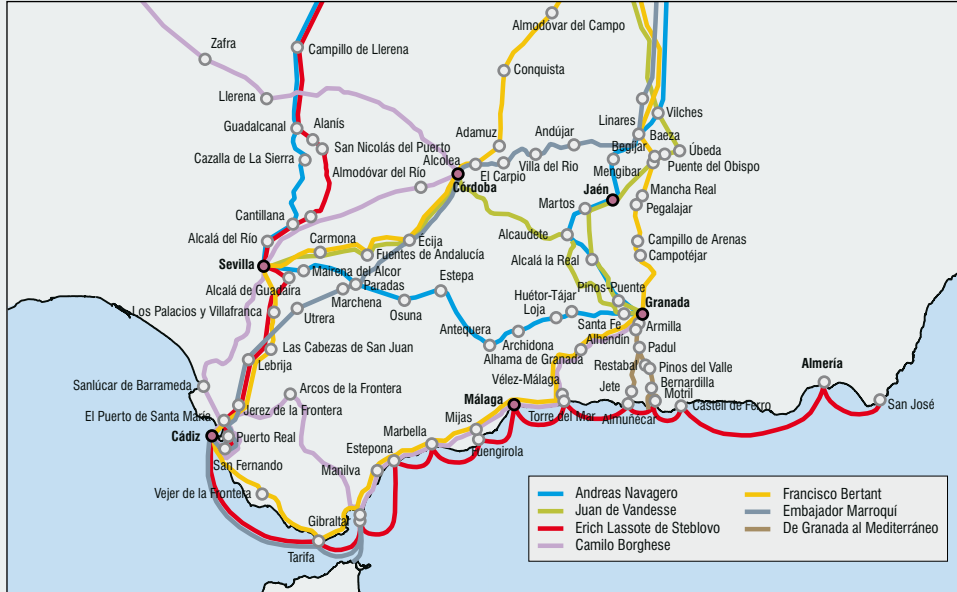 Almodóvar del Campo
Zafra
Campillo de Llerena
Conquista
Llerena
Vilches
Linares
Guadalcanal
Alanís
Adamuz
Andújar
Baeza
San Nicolás del Puerto
Begijar
Úbeda
Cazalla de La Sierra
Alcolea
Villa del Río
Puente del Obispo
Almodóvar del Río
El Carpio
Mengibar
Córdoba
Jaén
Mancha Real
Martos
Pegalajar
Cantillana
Alcalá del Río
Carmona
Écija
Alcaudete
Campillo de Arenas
Fuentes de Andalucía
Campotéjar
Sevilla
Mairena del Alcor
Estepa
Alcalá la Real
Alcalá de Guadaira
Paradas
Pinos-Puente
Marchena
Huétor-Tájar
Granada
Los Palacios y Villafranca
Utrera
Osuna
Loja
Santa Fe
Armilla
Antequera
Alhendin
Las Cabezas de San Juan
Archidona
Padul
Lebrija
Alhama de Granada
Restabal
Pinos del Valle
Almería
Sanlúcar de Barrameda
Arcos de la Frontera
Vélez-Málaga
Bernardilla
Jete
Motril
Málaga
Castell de Ferro
San José
El Puerto de Santa María
Jerez de la Frontera
Mijas
Torre del Mar
Almuñécar
Cádiz
Puerto Real
Marbella
Fuengirola
Estepona
San Fernando
Manilva
Vejer de la Frontera
Gibraltar
Tarifa
Andreas Navagero
Juan de Vandesse
Erich Lassote de Steblovo
Camilo Borghese
Francisco Bertant
Embajador Marroquí
De Granada al Mediterráneo